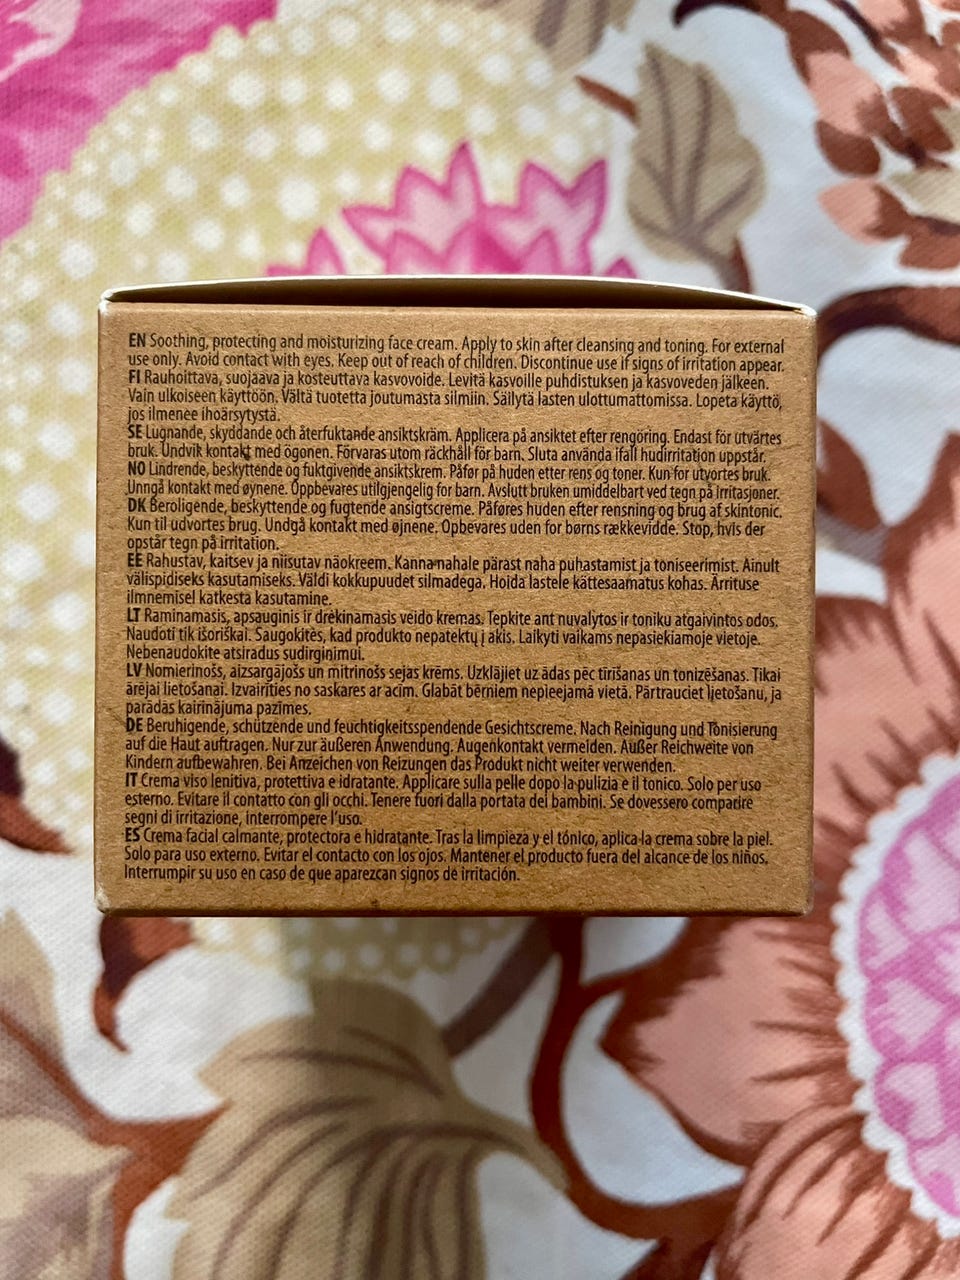 EN Soothing, protecting and moisturizing face cream. Apply to skin after cleansing and toning. For external
use only. Avoid contact with eyes. Keep out of reach of children. Discontinue use if signs of irritation appear.
FI Rauhoittava, suojaava ja kosteuttava kasvovoide. Levitä kasvoille puhdistuksen ja kasvoveden jälkeen.
Vain ulkoiseen käyttöön. Vältä tuotetta joutumasta silmiin. Säilytä lasten ulottumattomissa. Lopeta käyttö,
jos ilmenee ihoärsytystä.
SE Lugnande, skyddande och återfuktande ansiktskräm. Applicera på ansiktet efter rengöring. Endast för utvärtes
bruk. Undvik kontakt med ögonen. Förvaras utom räckhåll för barn. Sluta använda ifall hudirritation uppstår.
NO Lindrende, beskyttende og fuktgivende ansiktskrem. Påfør på huden etter rens og toner. Kun for utvortes bruk.
Unngå kontakt med øynene. Oppbevares utilgjengelig for barn. Avslutt bruken umiddelbart ved tegn på irritasjoner.
DK Beroligende, beskyttende og fugtende ansigtscreme. Påføres huden efter rensning og brug af skintonic.
Kun til udvortes brug. Undgå kontakt med øjnene. Opbevares uden for børns rækkevidde. Stop, hvis der
opstår tegn på irritation.
EE Rahustav, kaitsev ja niisutav näokreem. Kanna nahale pärast naha puhastamist ja toniseerimist. Ainult
välispidiseks kasutamiseks. Väldi kokkupuudet silmadega. Hoida lastele kättesaamatus kohas. Ärrituse
ilmnemisel katkesta kasutamine.
LT Raminamasis, apsauginis ir drėkinamasis veido kremas. Tepkite ant nuvalytos ir toniku atgaivintos odos.
Naudoti tik išoriškai. Saugokitės, kad produkto nepatektų į akis. Laikyti vaikams nepasiekiamoje vietoje.
Nebenaudokite atsiradus sudirginimui.
LV Nomierinošs, aizsargājošs un mitrinošs sejas krēms. Uzklājiet uz ādas pēc tīrīšanas un tonizēšanas. Tikai
ārējai lietošanai. Izvairīties no saskares ar acīm. Glabāt bērniem nepieejamā vietā. Pārtrauciet lietošanu, ja
parādās kairinājuma pazīmes.
DE Beruhigende, schützende und feuchtigkeitsspendende Gesichtscreme. Nach Reinigung und Tonisierung
auf die Haut auftragen. Nur zur äußeren Anwendung. Augenkontakt vermeiden. Außer Reichweite von
Kindern aufbewahren. Bei Anzeichen von Reizungen das Produkt nicht weiter verwenden.
IT Crema viso lenitiva, protettiva e idratante. Applicare sulla pelle dopo la pulizia e il tonico. Solo per uso
esterno. Evitare il contatto con gli occhi. Tenere fuori dalla portata dei bambini. Se dovessero comparire
segni di irritazione, interrompere l'uso.
ES Crema facial calmante, protectora e hidratante. Tras la limpieza y el tónico, aplica la crema sobre la piel.
Solo para uso externo. Evitar el contacto con los ojos. Mantener el producto fuera del alcance de los niños.
Interrumpir su uso en caso de que aparezcan signos de irritación.